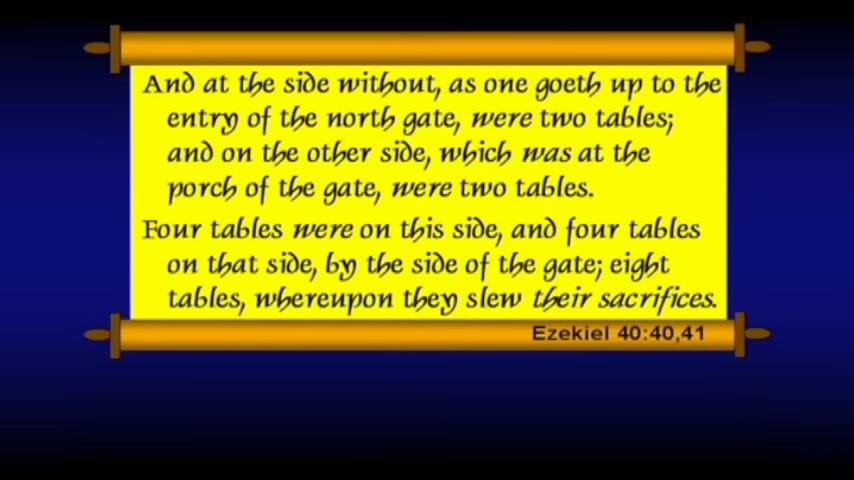 And at the side without, as one goeth up to the
entry of the north gate, were two tables;
and on the other side, which was at the
porch of the gate, were two tables.
Four tables were on this side, and four tables
on that side, by the side of the gate; eight
tables, whereupon they slew their sacrifices.
Ezekiel 40:40,41